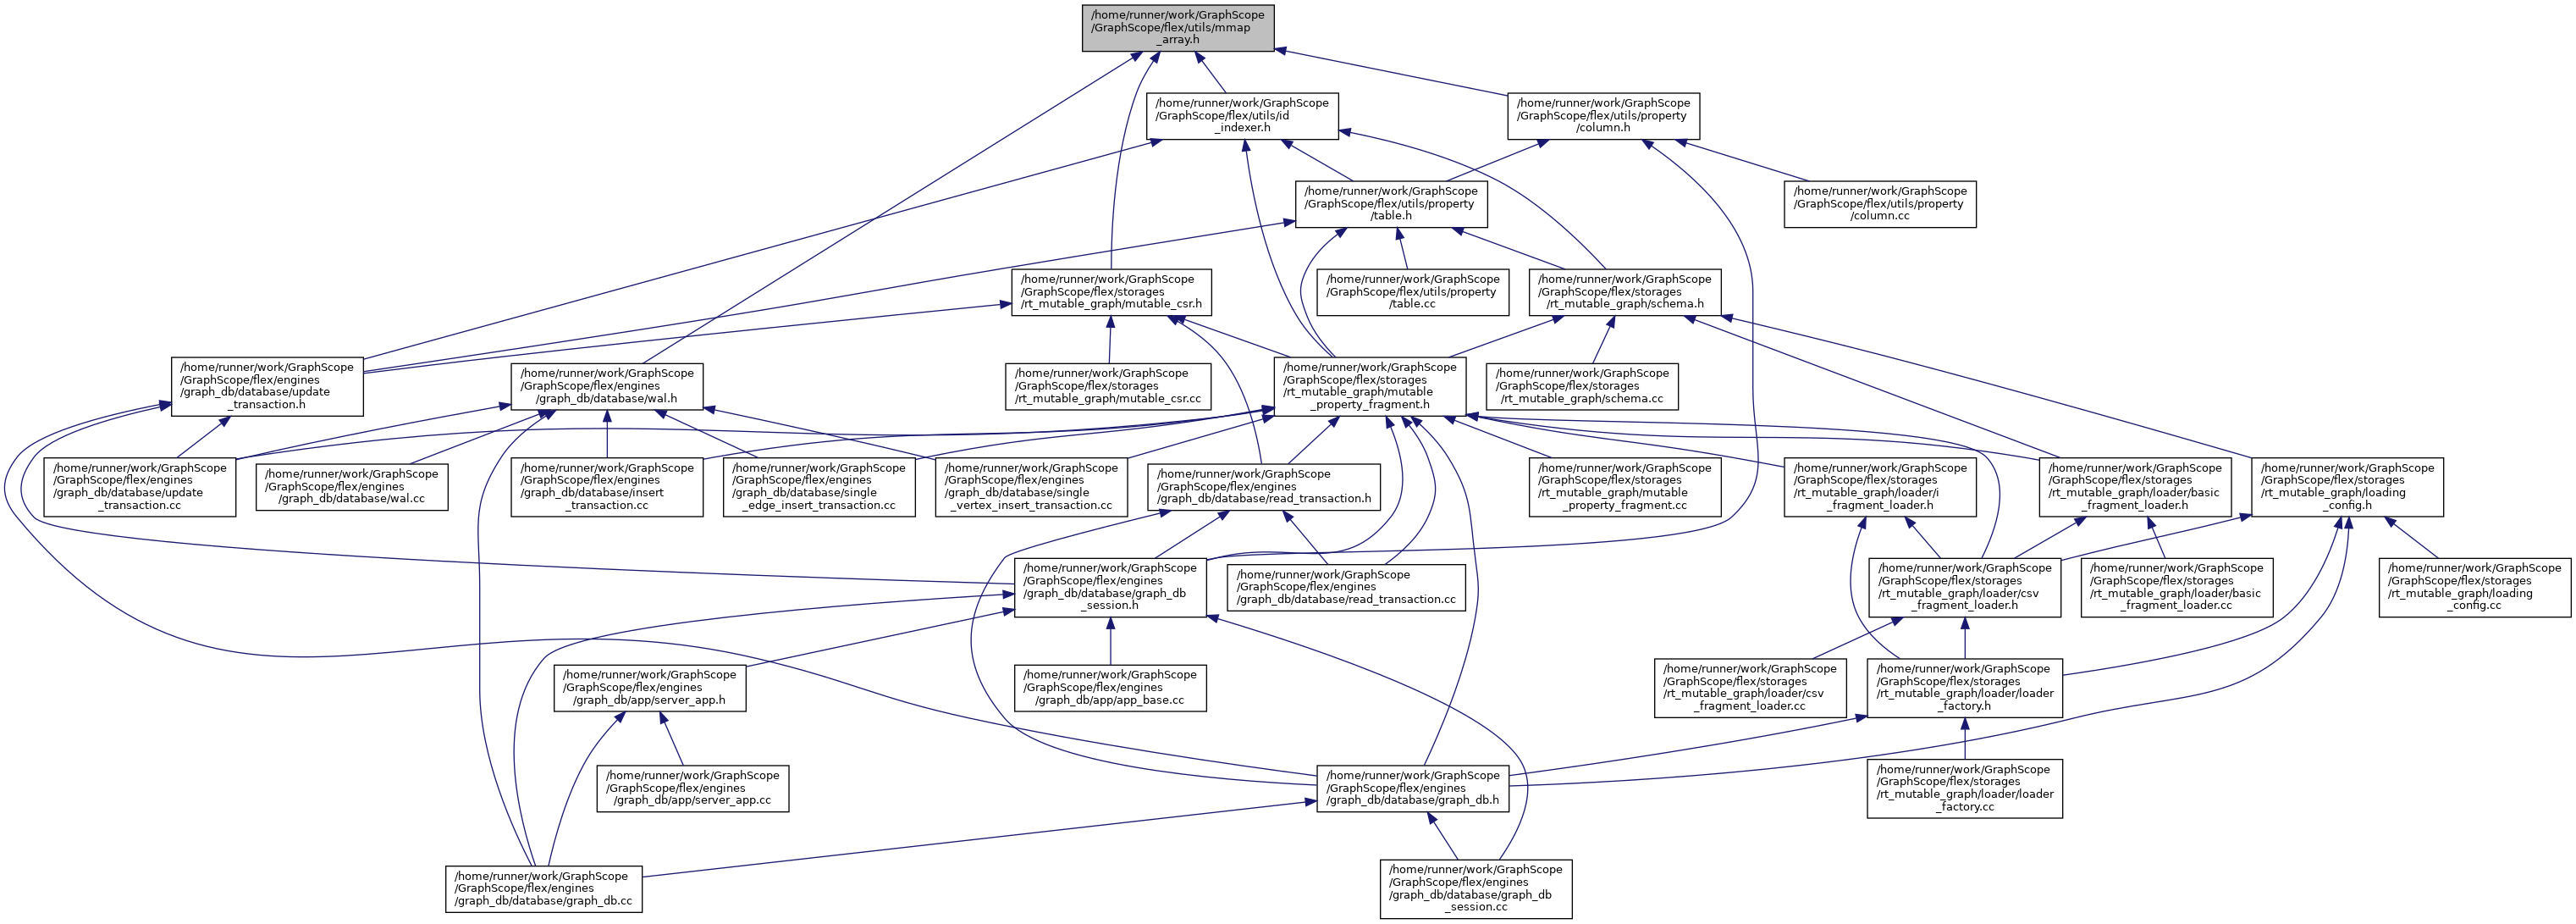 /home/runner/work/GraphScope
/GraphScope/flex/utils/mmap
_array.h
/home/runner/work/GraphScope
/GraphScope/flex/utils/id
_indexer.h
/home/runner/work/GraphScope
/GraphScope/flex/utils/property
/column.h
/home/runner/work/GraphScope
/GraphScope/flex/utils/property
/table.h
/home/runner/work/GraphScope
/GraphScope/flex/utils/property
/column.cc
/home/runner/work/GraphScope
/GraphScope/flex/storages
/rt_mutable_graph/mutable_csr.h
/home/runner/work/GraphScope
/GraphScope/flex/utils/property
/table.cc
/home/runner/work/GraphScope
/GraphScope/flex/storages
/rt_mutable_graph/schema.h
/home/runner/work/GraphScope
/GraphScope/flex/engines
/graph_db/database/update
_transaction.h
/home/runner/work/GraphScope
/GraphScope/flex/engines
/graph_db/database/wal.h
/home/runner/work/GraphScope
/GraphScope/flex/storages
/rt_mutable_graph/mutable_csr.cc
/home/runner/work/GraphScope
/GraphScope/flex/storages
/rt_mutable_graph/mutable
_property_fragment.h
/home/runner/work/GraphScope
/GraphScope/flex/storages
/rt_mutable_graph/schema.cc
/home/runner/work/GraphScope
/GraphScope/flex/engines
/graph_db/database/update
_transaction.cc
/home/runner/work/GraphScope
/GraphScope/flex/engines
/graph_db/database/wal.cc
/home/runner/work/GraphScope
/GraphScope/flex/engines
/graph_db/database/insert
_transaction.cc
/home/runner/work/GraphScope
/GraphScope/flex/engines
/graph_db/database/single
_edge_insert_transaction.cc
/home/runner/work/GraphScope
/GraphScope/flex/engines
/graph_db/database/single
_vertex_insert_transaction.cc
/home/runner/work/GraphScope
/GraphScope/flex/engines
/graph_db/database/read_transaction.h
/home/runner/work/GraphScope
/GraphScope/flex/storages
/rt_mutable_graph/mutable
_property_fragment.cc
/home/runner/work/GraphScope
/GraphScope/flex/storages
/rt_mutable_graph/loader/i
_fragment_loader.h
/home/runner/work/GraphScope
/GraphScope/flex/storages
/rt_mutable_graph/loader/basic
_fragment_loader.h
/home/runner/work/GraphScope
/GraphScope/flex/storages
/rt_mutable_graph/loading
_config.h
/home/runner/work/GraphScope
/GraphScope/flex/engines
/graph_db/database/graph_db
_session.h
/home/runner/work/GraphScope
/GraphScope/flex/engines
/graph_db/database/read_transaction.cc
/home/runner/work/GraphScope
/GraphScope/flex/storages
/rt_mutable_graph/loader/csv
_fragment_loader.h
/home/runner/work/GraphScope
/GraphScope/flex/storages
/rt_mutable_graph/loader/basic
_fragment_loader.cc
/home/runner/work/GraphScope
/GraphScope/flex/storages
/rt_mutable_graph/loading
_config.cc
/home/runner/work/GraphScope
/GraphScope/flex/engines
/graph_db/app/server_app.h
/home/runner/work/GraphScope
/GraphScope/flex/engines
/graph_db/app/app_base.cc
/home/runner/work/GraphScope
/GraphScope/flex/storages
/rt_mutable_graph/loader/csv
_fragment_loader.cc
/home/runner/work/GraphScope
/GraphScope/flex/storages
/rt_mutable_graph/loader/loader
_factory.h
/home/runner/work/GraphScope
/GraphScope/flex/engines
/graph_db/app/server_app.cc
/home/runner/work/GraphScope
/GraphScope/flex/engines
/graph_db/database/graph_db.h
/home/runner/work/GraphScope
/GraphScope/flex/storages
/rt_mutable_graph/loader/loader
_factory.cc
/home/runner/work/GraphScope
/GraphScope/flex/engines
/graph_db/database/graph_db.cc
/home/runner/work/GraphScope
/GraphScope/flex/engines
/graph_db/database/graph_db
_session.cc